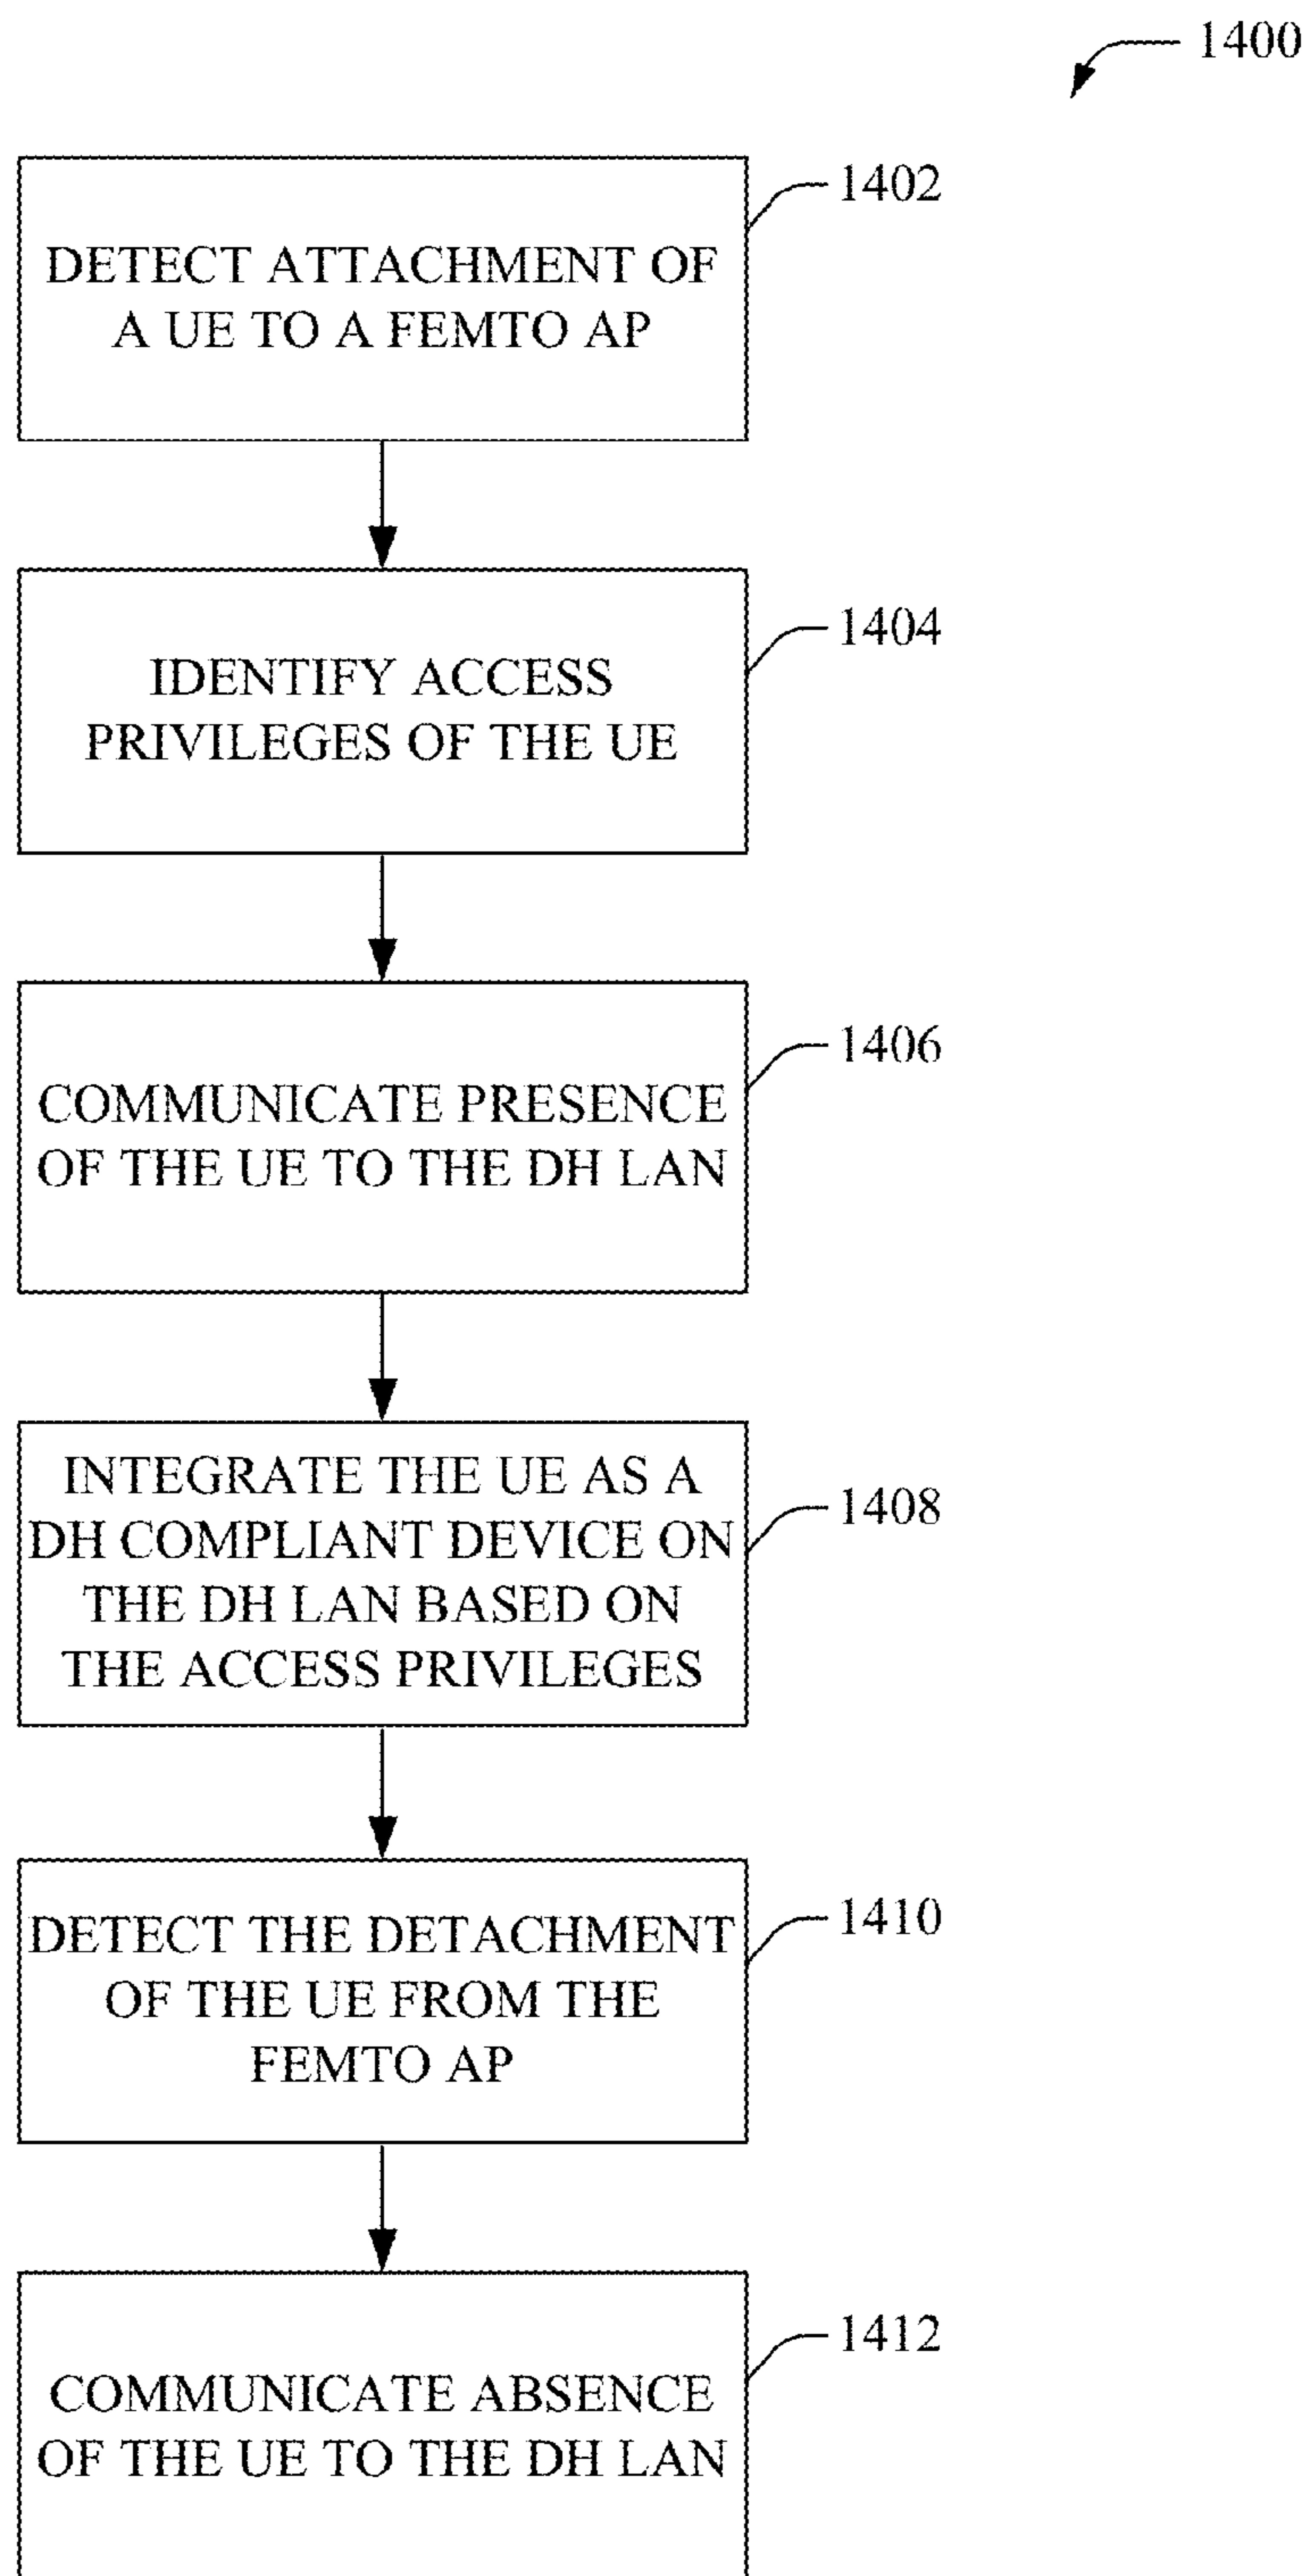 1400
1402
DETECT ATTACHMENT OF
A UE TO A FEMTO AP
1404
IDENTIFY ACCESS
PRIVILEGES OF THE UE
1406
COMMUNICATE PRESENCE
OF THE UE TO THE DH LAN
1408
INTEGRATE THE UE AS A
DH COMPLIANT DEVICE ON
THE DH LAN BASED ON
THE ACCESS PRIVILEGES
1410
DETECT THE DETACHMENT
OF THE UE FROM THE
FEMTO AP
1412
COMMUNICATE ABSENCE
OF THE UE TO THE DH LAN